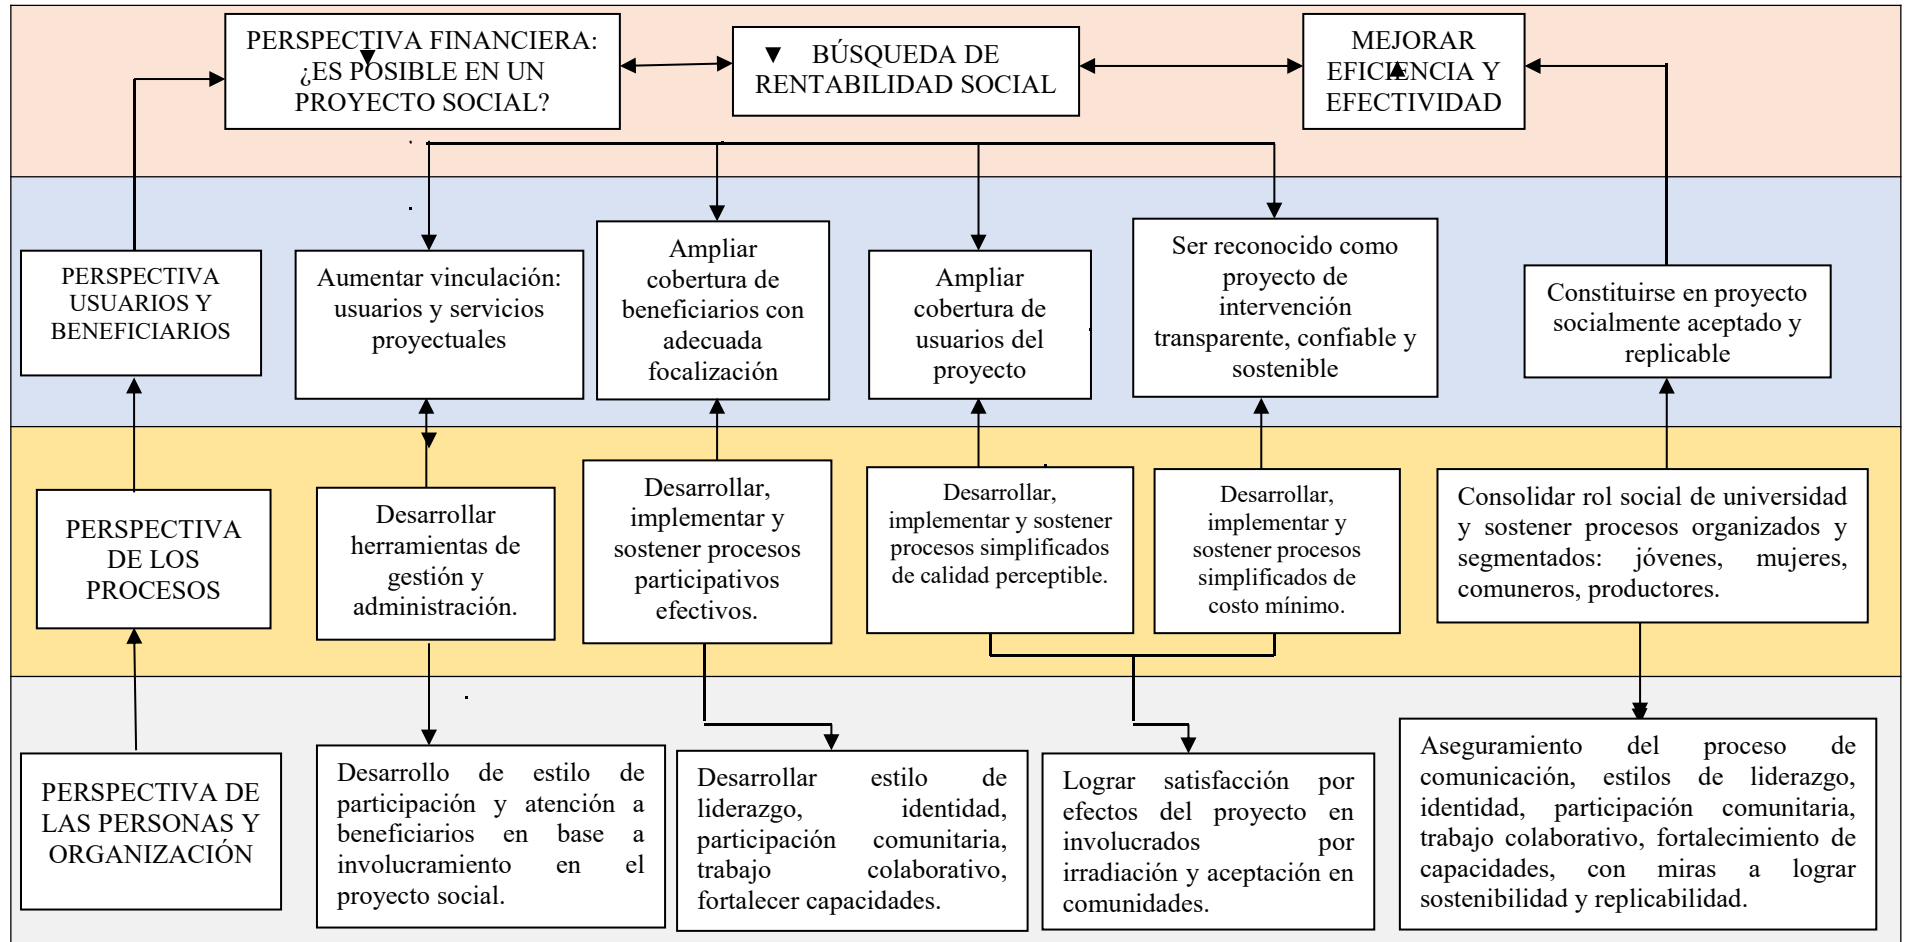 PERSPECTIVA FINANCIERA:
¿ES POSIBLE EN UN
PROYECTO SOCIAL?
BÚSQUEDA DE
RENTABILIDAD SOCIAL
MEJORAR
EFICIENCIA Y
EFECTIVIDAD
PERSPECTIVA
USUARIOS Y
BENEFICIARIOS
Aumentar vinculación:
usuarios y servicios
proyectuales
Ampliar
cobertura de
beneficiarios con
adecuada
focalización
Ampliar
cobertura de
usuarios del
proyecto
Ser reconocido como
proyecto de
intervención
transparente, confiable y
sostenible
Constituirse en proyecto
socialmente aceptado y
replicable
PERSPECTIVA
DE LOS
PROCESOS
Desarrollar
herramientas de
gestión y
administración.
Desarrollar,
implementar y
sostener procesos
participativos
efectivos.
Desarrollar,
implementar y sostener
procesos simplificados
de calidad perceptible.
Desarrollar,
implementar y
sostener procesos
simplificados de
costo mínimo.
Consolidar rol social de universidad
y sostener procesos organizados y
segmentados: jóvenes, mujeres,
comuneros, productores.
PERSPECTIVA DE
LAS PERSONAS Y
ORGANIZACIÓN
Desarrollo de estilo de
participación y atención a
beneficiarios en base a
involucramiento en el
proyecto social.
Desarrollar estilo de
liderazgo, identidad,
participación comunitaria,
trabajo colaborativo,
fortalecer capacidades.
Lograr satisfacción por
efectos del proyecto en
involucrados por
irradiación y aceptación en
comunidades.
Aseguramiento del proceso de
comunicación, estilos de liderazgo,
identidad, participación comunitaria,
trabajo colaborativo, fortalecimiento de
capacidades, con miras a lograr
sostenibilidad y replicabilidad.